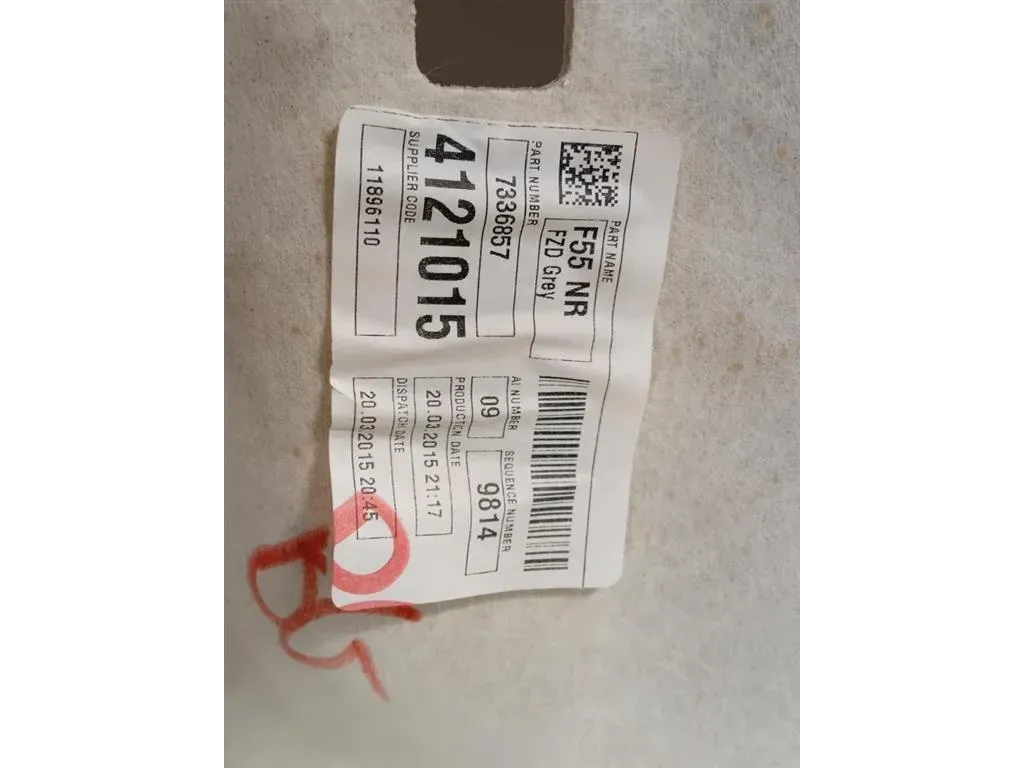 PART NAME
F55 NR
FZD Grey
PART NUMBER
7336857
4121015
SUPPLIER CODE
11896110
AI NUMBER
09
SEQUENCE NUMBER
9814
PRODUCTION DATE
20.03.2015 21:17
DISPATCH DATE
20.03.2015 20:45